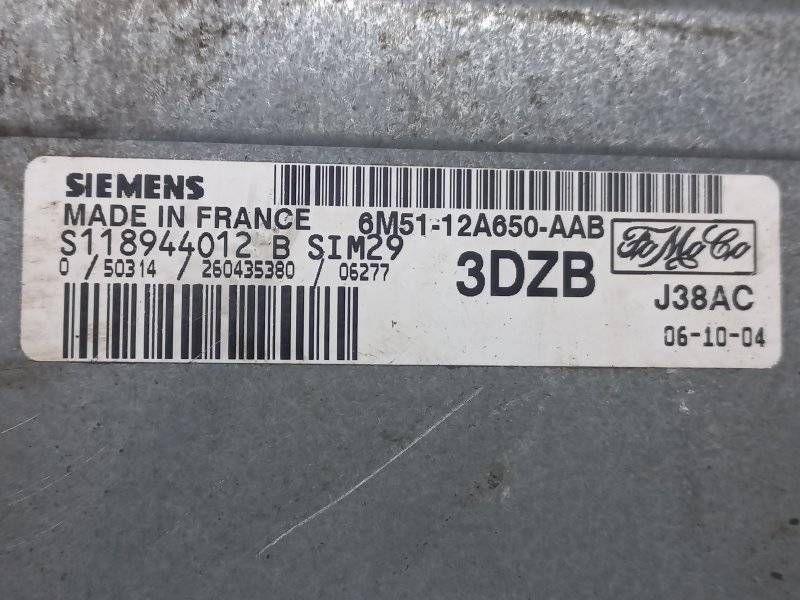 SIEMENS
MADE IN FRANCE 6M51-12A650-AAB
S118944012 B SIM29
0 / 50314 / 260435380 / 06277
3DZB
FoMoCo
J38AC
06-10-04